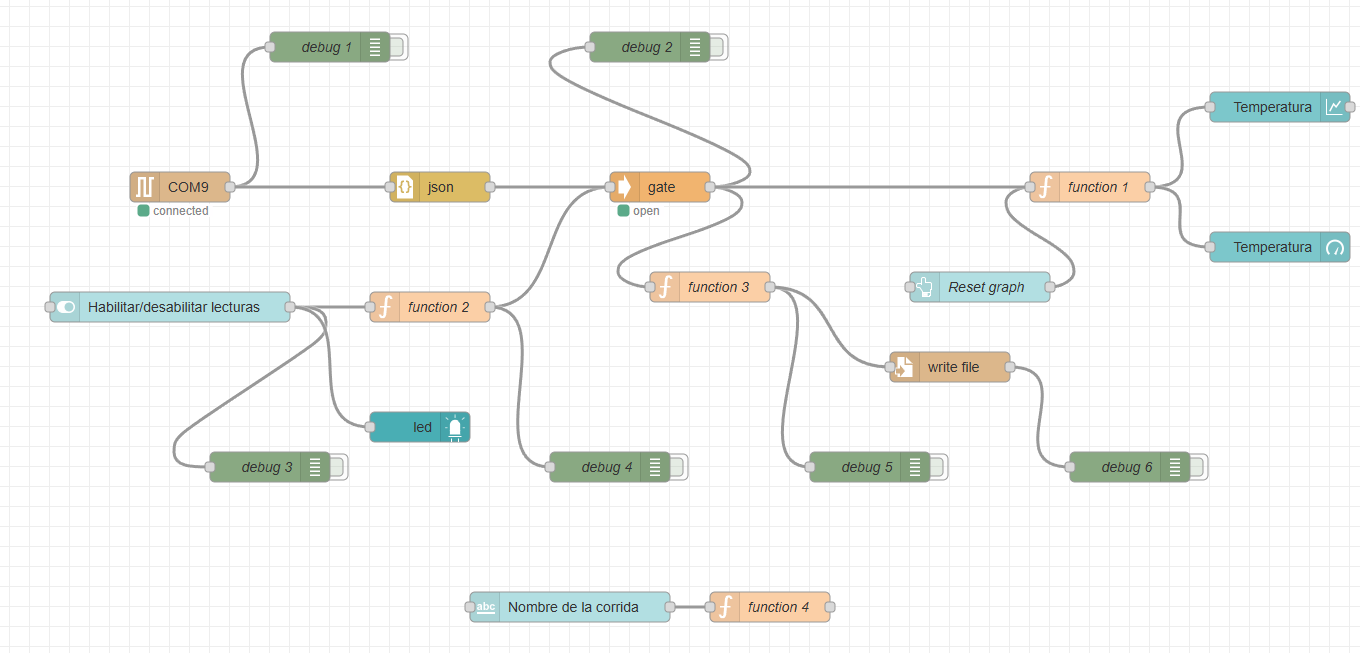 debug 1
debug 2
Temperatura
COM9
json
gate
function 1
connected
open
Temperatura
function 3
Reset graph
Habilitar/desabilitar lecturas
function 2
write file
led
debug 3
debug 4
debug 5
debug 6
abc
Nombre de la corrida
function 4